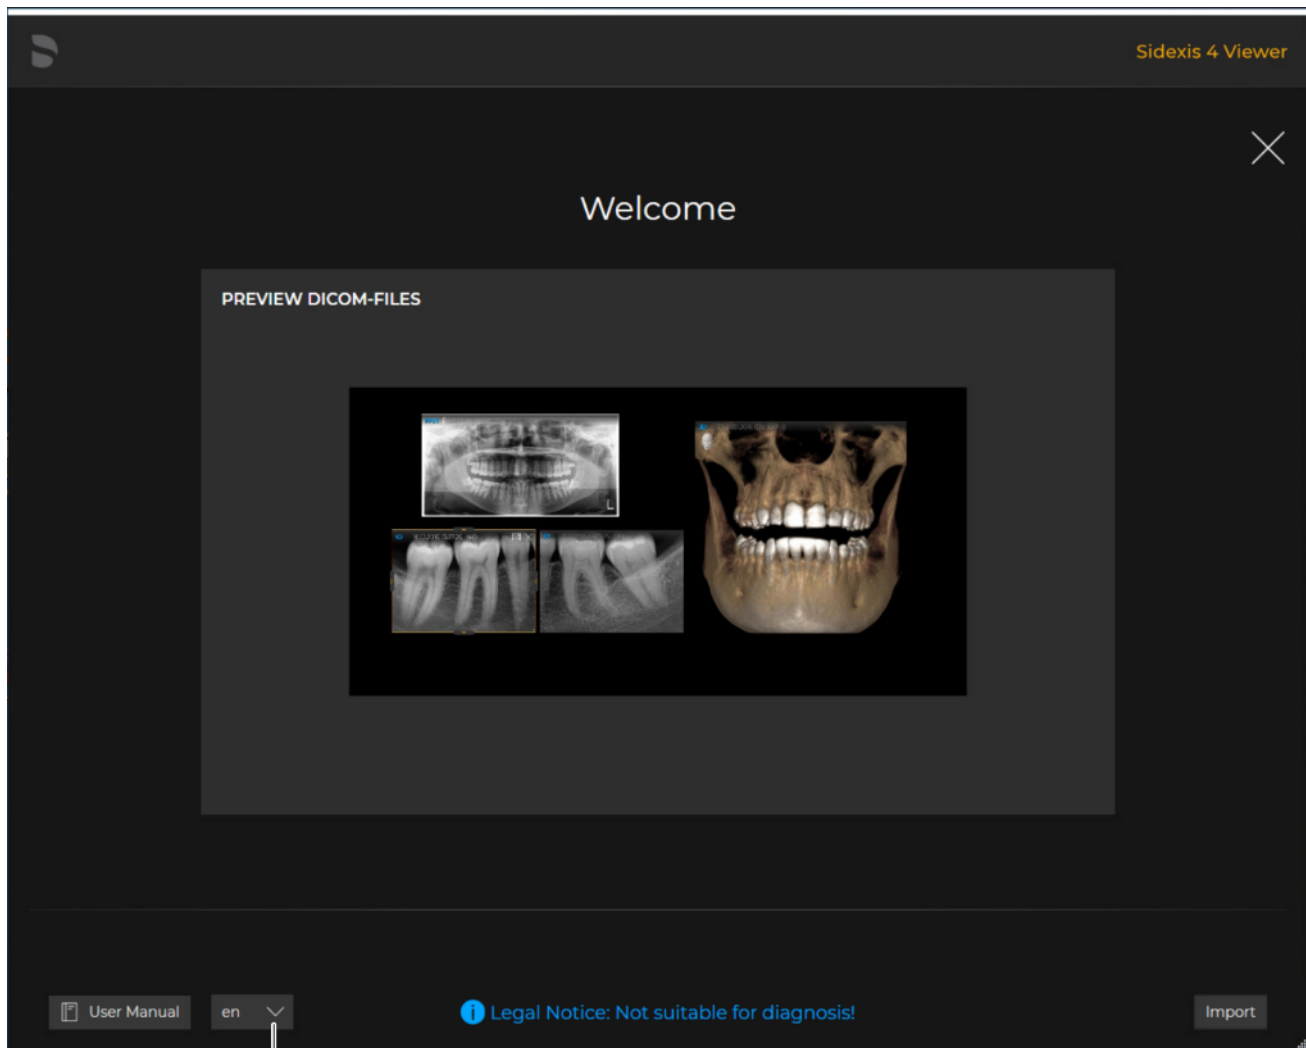 Sidexis 4 Viewer
Welcome
PREVIEW DICOM-FILES
L
User Manual
en
Legal Notice: Not suitable for diagnosis!
Import